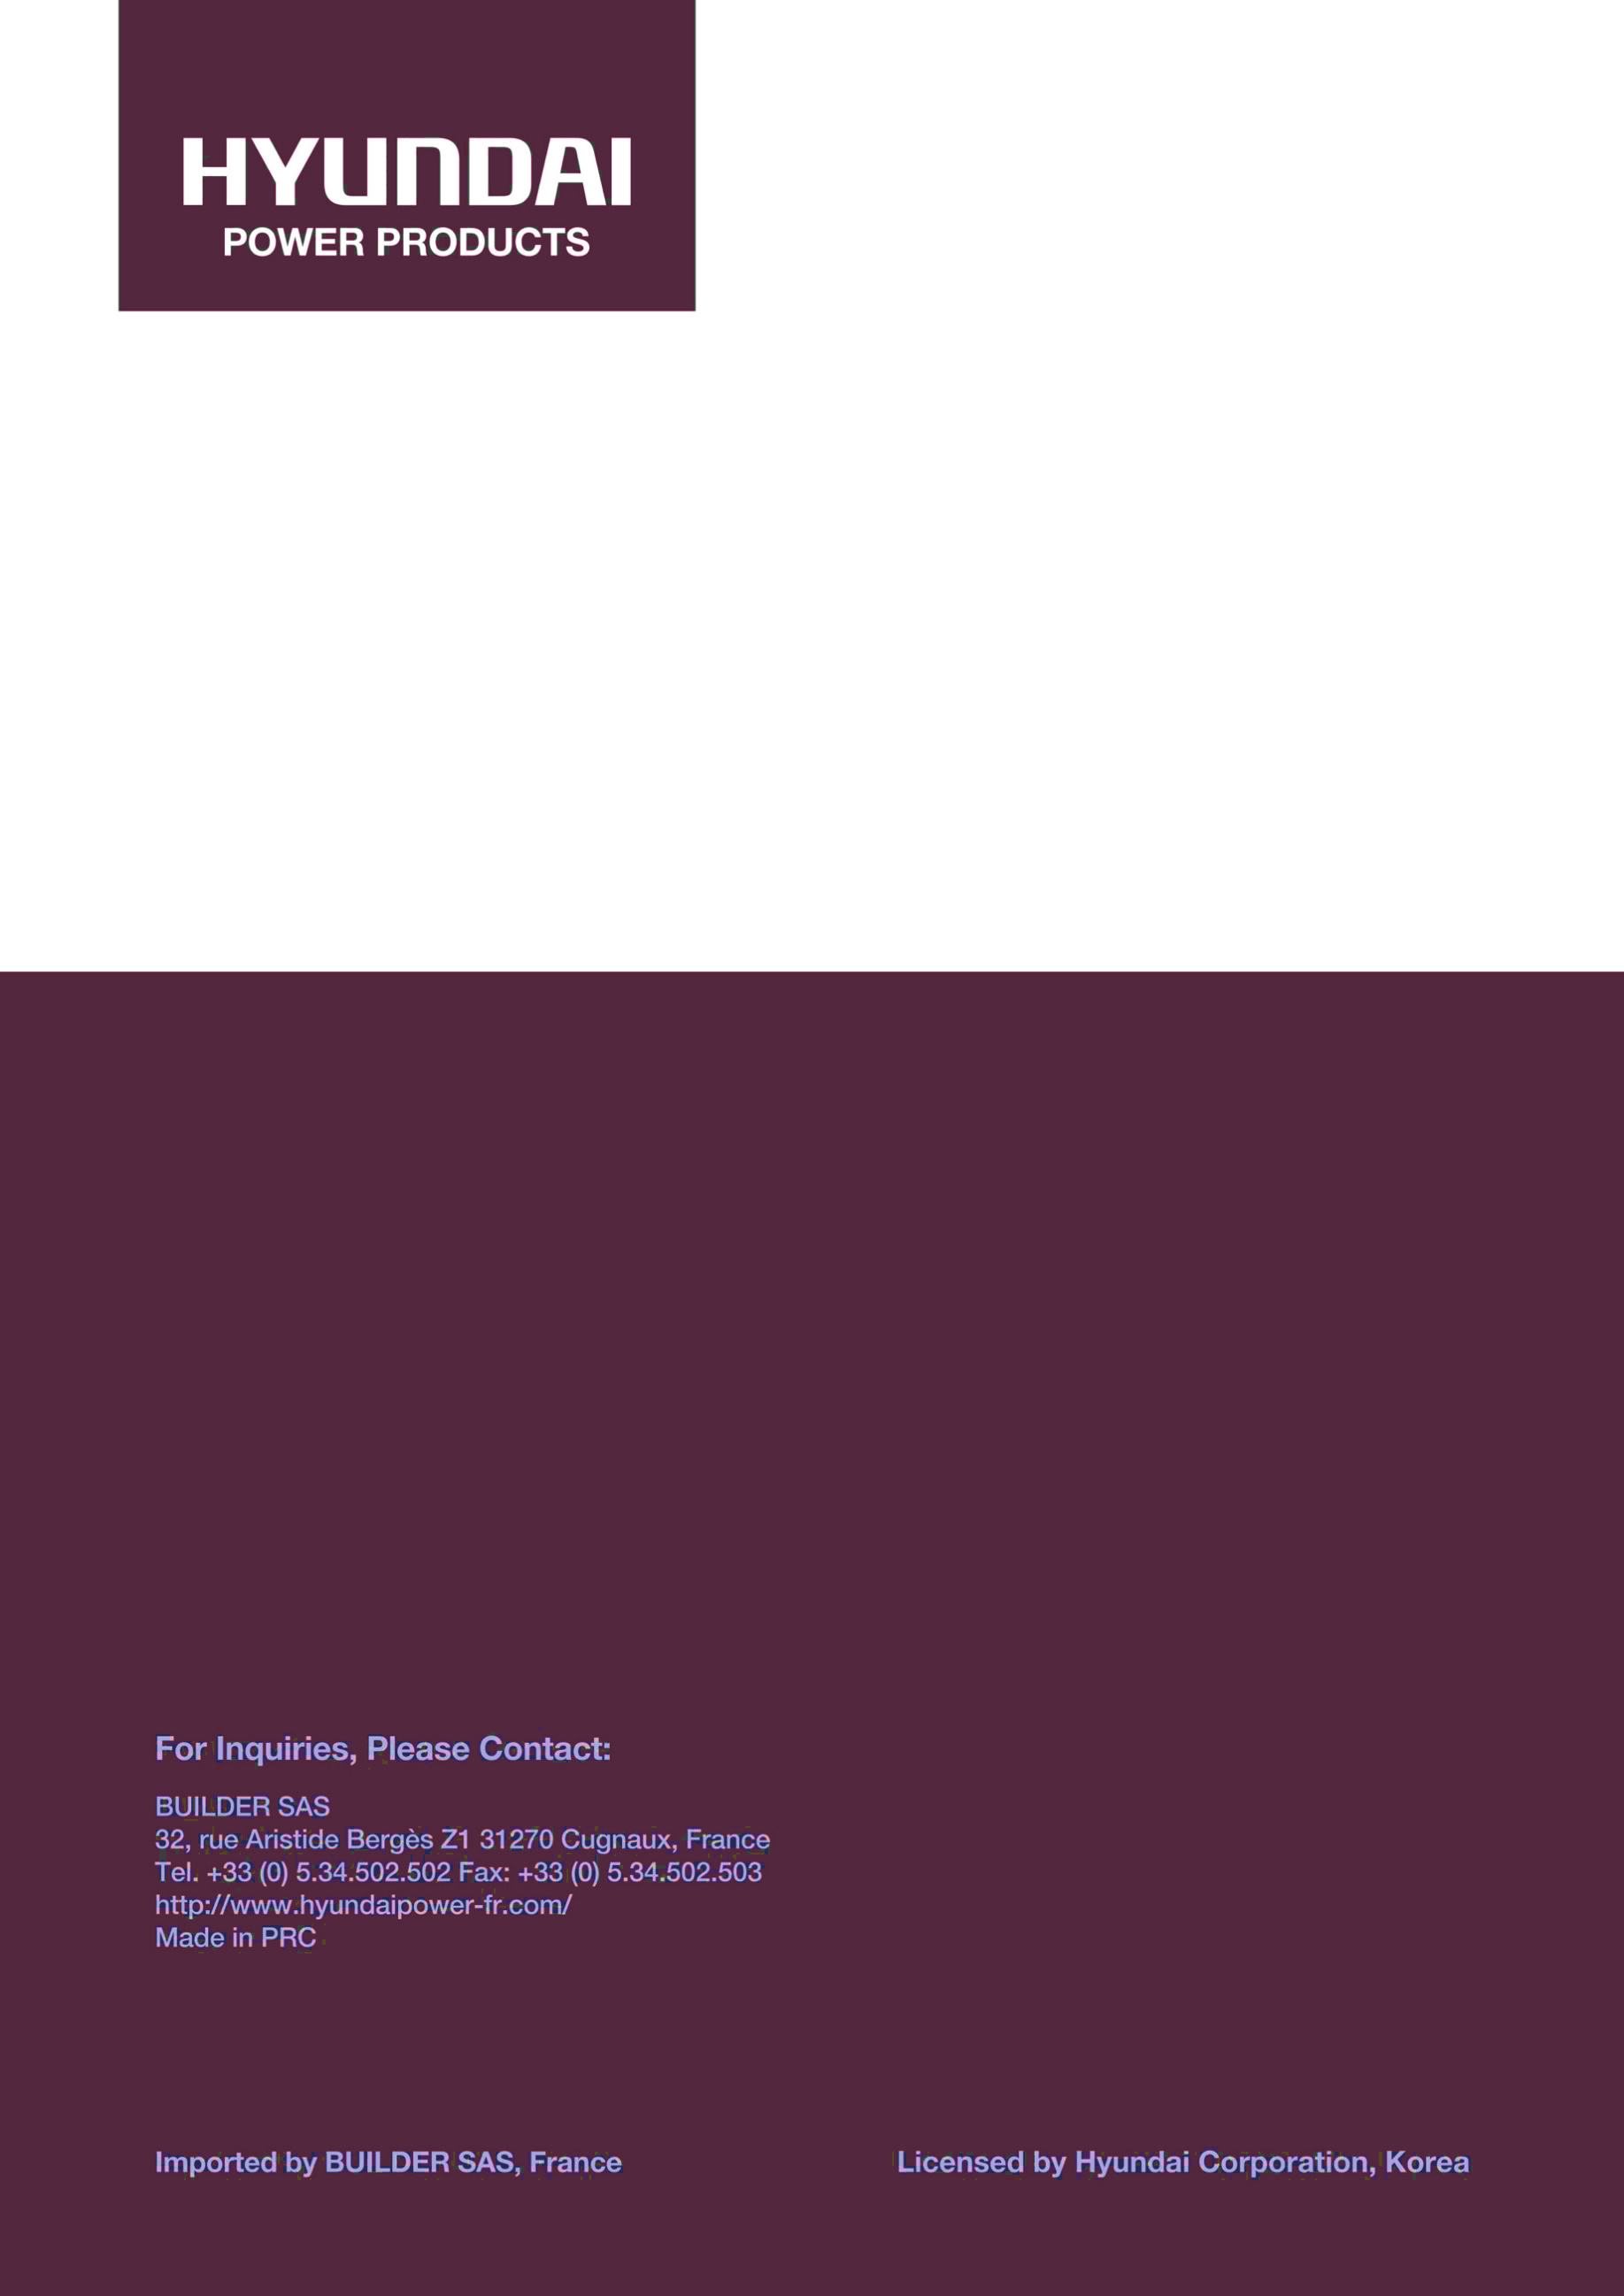 HYUNDAI
POWER PRODUCTS
For Inquiries, Please Contact:
BUILDER SAS
32, rue Aristide Bergès Z1 31270 Cugnaux, France
Tel. +33 (0) 5.34.502.502 Fax: +33 (0) 5.34.502.503
http://www.hyundaipower-fr.com/
Made in PRC
Imported by BUILDER SAS, France
Licensed by Hyundai Corporation, Korea